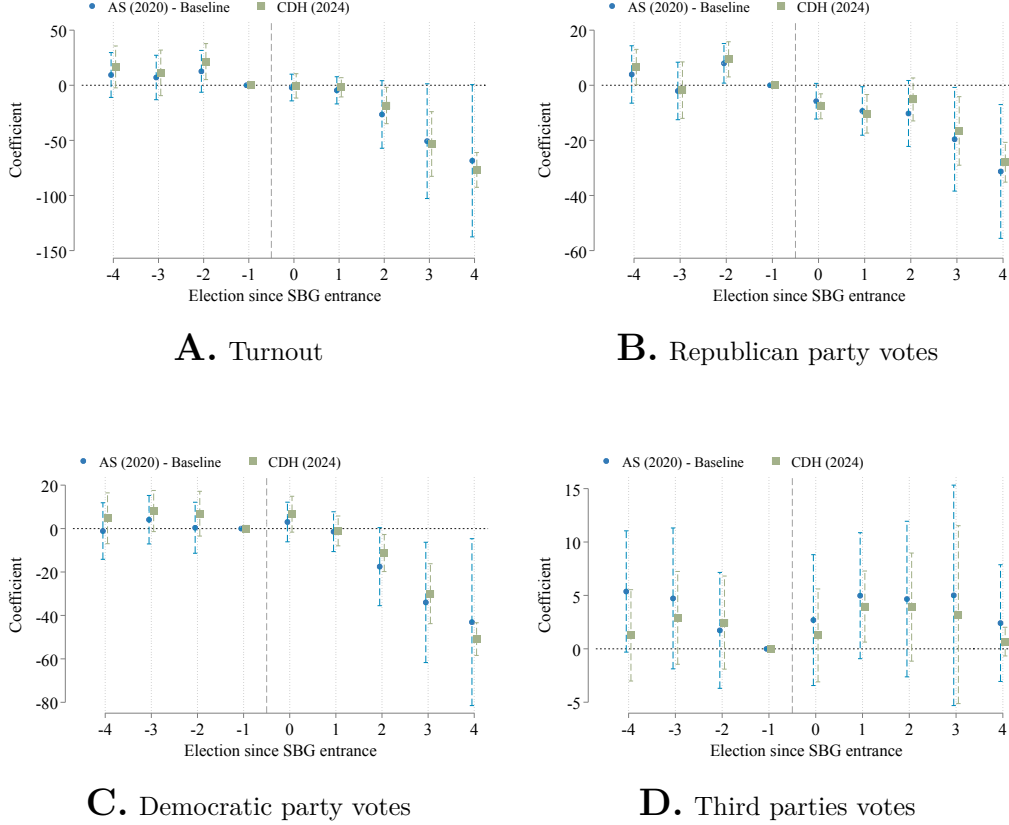 AS (2020) - Baseline CDH (2024)
50
0
-50
-100
-150
Coefficient
-4 -3 -2 -1 0 1 2 3 4
Election since SBG entrance
A. Turnout
AS (2020) - Baseline CDH (2024)
20
0
-20
-40
-60
Coefficient
-4 -3 -2 -1 0 1 2 3 4
Election since SBG entrance
B. Republican party votes
AS (2020) - Baseline CDH (2024)
20
0
-20
-40
-60
-80
Coefficient
-4 -3 -2 -1 0 1 2 3 4
Election since SBG entrance
C. Democratic party votes
AS (2020) - Baseline CDH (2024)
15
10
5
0
-5
Coefficient
-4 -3 -2 -1 0 1 2 3 4
Election since SBG entrance
D. Third parties votes